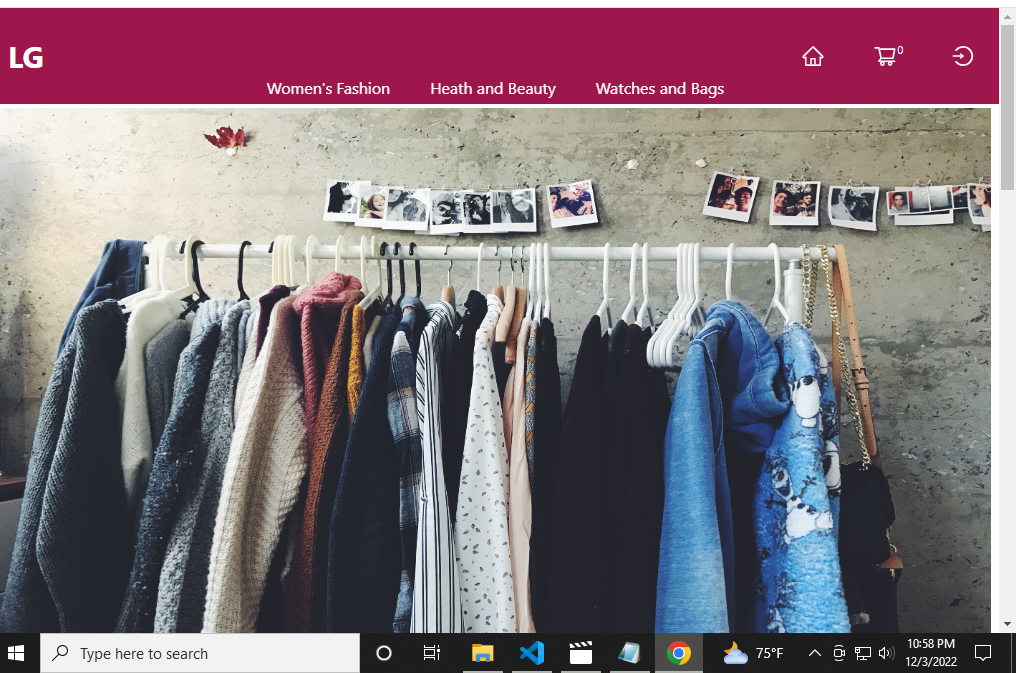 LG
0
Women's Fashion Heath and Beauty Watches and Bags
Type here to search
75°F
10:58 PM
12/3/2022